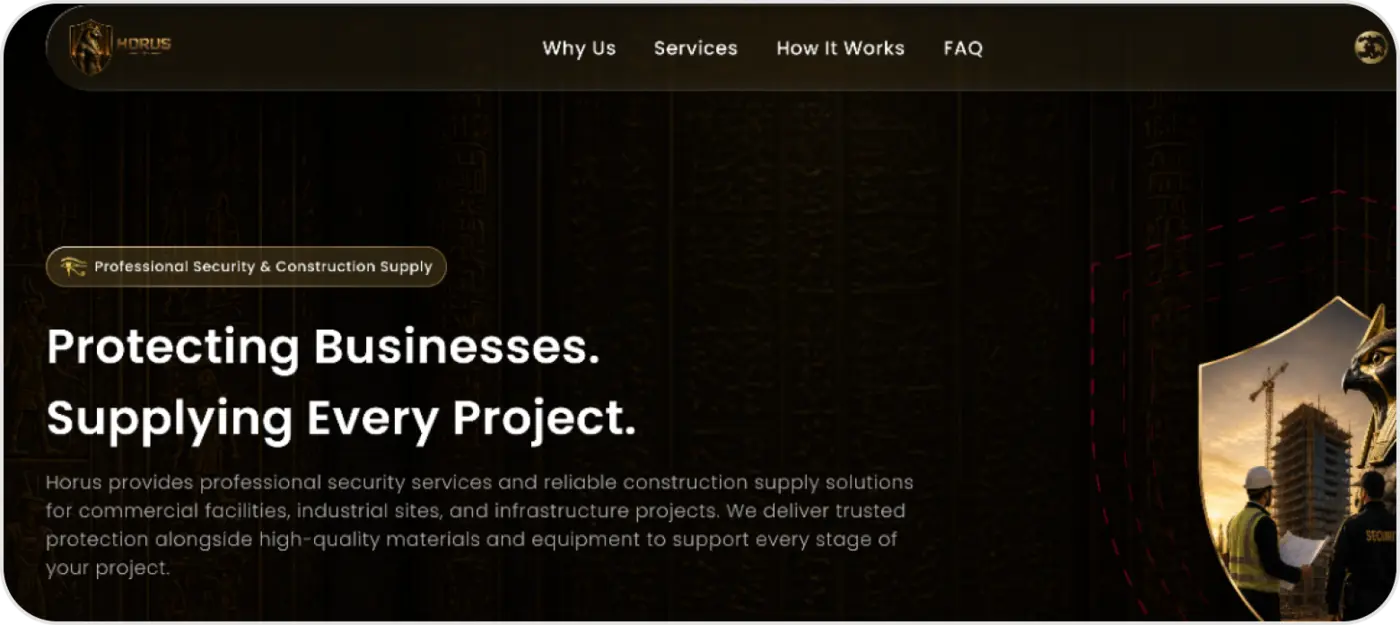 HORUS
Why Us
Services
How It Works
FAQ
Professional Security & Construction Supply
Protecting Businesses.
Supplying Every Project.
Horus provides professional security services and reliable construction supply solutions
for commercial facilities, industrial sites, and infrastructure projects. We deliver trusted
protection alongside high-quality materials and equipment to support every stage of
your project.